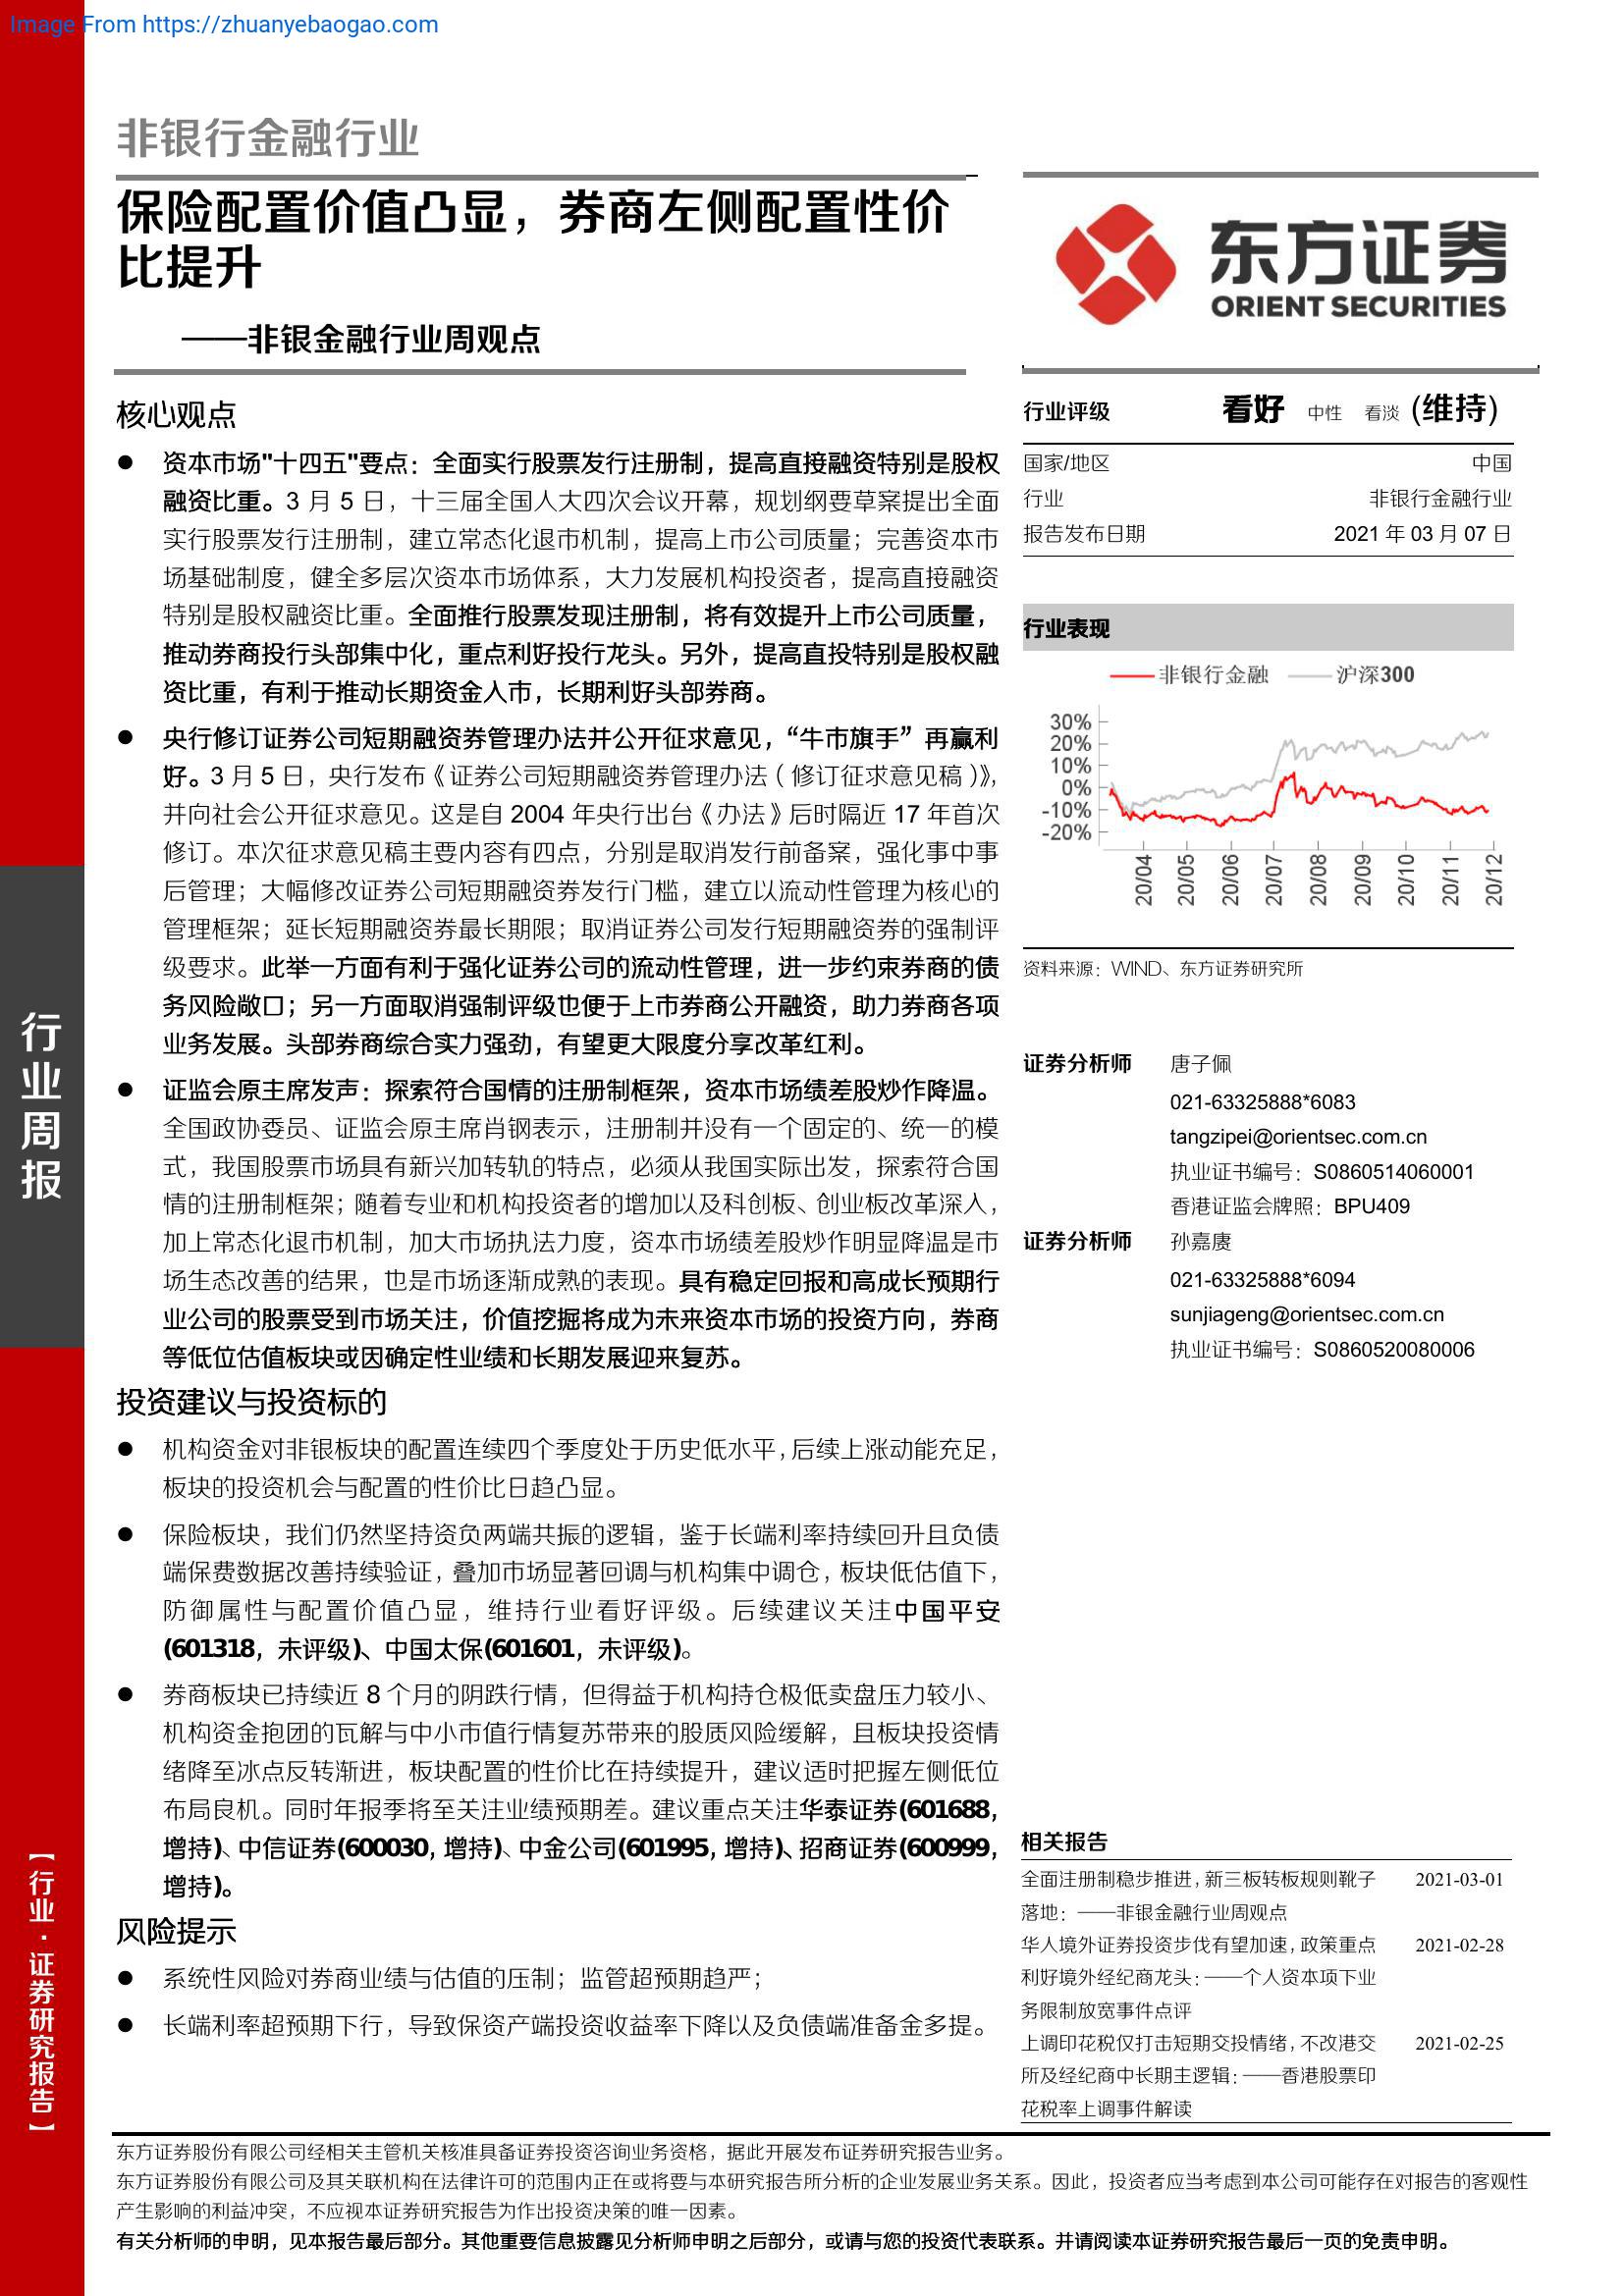 Image From https://zhuanyebaogao.com
非银行金融行业
保险配置价值凸显，券商左侧配置性价
比提升
——非银金融行业周观点
核心观点
● 资本市场"十四五"要点：全面实行股票发行注册制，提高直接融资特别是股权
融资比重。3 月 5 日，十三届全国人大四次会议开幕，规划纲要草案提出全面
实行股票发行注册制，建立常态化退市机制，提高上市公司质量；完善资本市
场基础制度，健全多层次资本市场体系，大力发展机构投资者，提高直接融资
特别是股权融资比重。全面推行股票发现注册制，将有效提升上市公司质量，
推动券商投行头部集中化，重点利好投行龙头。另外，提高直投特别是股权融
资比重，有利于推动长期资金入市，长期利好头部券商。
● 央行修订证券公司短期融资券管理办法并公开征求意见，“牛市旗手”再赢利
好。3 月 5 日，央行发布《证券公司短期融资券管理办法（修订征求意见稿）》，
并向社会公开征求意见。这是自 2004 年央行出台《办法》后时隔近 17 年首次
修订。本次征求意见稿主要内容有四点，分别是取消发行前备案，强化事中事
后管理；大幅修改证券公司短期融资券发行门槛，建立以流动性管理为核心的
管理框架；延长短期融资券最长期限；取消证券公司发行短期融资券的强制评
级要求。此举一方面有利于强化证券公司的流动性管理，进一步约束券商的债
务风险敞口；另一方面取消强制评级也便于上市券商公开融资，助力券商各项
业务发展。头部券商综合实力强劲，有望更大限度分享改革红利。
● 证监会原主席发声：探索符合国情的注册制框架，资本市场绩差股炒作降温。
全国政协委员、证监会原主席肖钢表示，注册制并没有一个固定的、统一的模
式，我国股票市场具有新兴加转轨的特点，必须从我国实际出发，探索符合国
情的注册制框架；随着专业和机构投资者的增加以及科创板、创业板改革深入，
加上常态化退市机制，加大市场执法力度，资本市场绩差股炒作明显降温是市
场生态改善的结果，也是市场逐渐成熟的表现。具有稳定回报和高成长预期行
业公司的股票受到市场关注，价值挖掘将成为未来资本市场的投资方向，券商
等低位估值板块或因确定性业绩和长期发展迎来复苏。
投资建议与投资标的
● 机构资金对非银板块的配置连续四个季度处于历史低水平，后续上涨动能充足，
板块的投资机会与配置的性价比日趋凸显。
● 保险板块，我们仍然坚持资负两端共振的逻辑，鉴于长端利率持续回升且负债
端保费数据改善持续验证，叠加市场显著回调与机构集中调仓，板块低估值下，
防御属性与配置价值凸显，维持行业看好评级。后续建议关注中国平安
(601318，未评级)、中国太保(601601，未评级)。
● 券商板块已持续近 8 个月的阴跌行情，但得益于机构持仓极低卖盘压力较小、
机构资金抱团的瓦解与中小市值行情复苏带来的股质风险缓解，且板块投资情
绪降至冰点反转渐进，板块配置的性价比在持续提升，建议适时把握左侧低位
布局良机。同时年报季将至关注业绩预期差。建议重点关注华泰证券(601688，
增持)、中信证券(600030，增持)、中金公司(601995，增持)、招商证券(600999，
增持)。
风险提示
● 系统性风险对券商业绩与估值的压制；监管超预期趋严；
● 长端利率超预期下行，导致保资产端投资收益率下降以及负债端准备金多提。
东方证券
ORIENT SECURITIES
行业评级 看好 中性 看淡 (维持)
国家/地区 中国
行业 非银行金融行业
报告发布日期 2021 年 03 月 07 日
行业表现
非银行金融 沪深300
30%
20%
10%
0%
-10%
-20%
20/04 20/05 20/06 20/07 20/08 20/09 20/10 20/11 20/12
资料来源：WIND、东方证券研究所
证券分析师 唐子佩
021-63325888*6083
tangzipei@orientsec.com.cn
执业证书编号：S0860514060001
香港证监会牌照：BPU409
证券分析师 孙嘉赓
021-63325888*6094
sunjiageng@orientsec.com.cn
执业证书编号：S0860520080006
相关报告
全面注册制稳步推进，新三板转板规则靴子 2021-03-01
落地：——非银金融行业周观点
华人境外证券投资步伐有望加速，政策重点 2021-02-28
利好境外经纪商龙头：——个人资本项下业
务限制放宽事件点评
上调印花税仅打击短期交投情绪，不改港交 2021-02-25
所及经纪商中长期主逻辑：——香港股票印
花税率上调事件解读
行业周报
【行业·证券研究报告】
东方证券股份有限公司经相关主管机关核准具备证券投资咨询业务资格，据此开展发布证券研究报告业务。
东方证券股份有限公司及其关联机构在法律许可的范围内正在或将要与本研究报告所分析的企业发展业务关系。因此，投资者应当考虑到本公司可能存在对报告的客观性
产生影响的利益冲突，不应视本证券研究报告为作出投资决策的唯一因素。
有关分析师的申明，见本报告最后部分。其他重要信息披露见分析师申明之后部分，或请与您的投资代表联系。并请阅读本证券研究报告最后一页的免责申明。